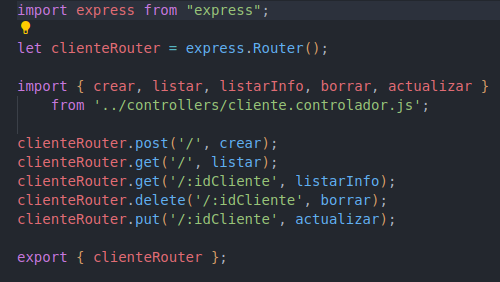 import express from "express";
let clienteRouter = express.Router();
import { crear, listar, listarInfo, borrar, actualizar }
    from '../controllers/cliente.controlador.js';
clienteRouter.post('/', crear);
clienteRouter.get('/', listar);
clienteRouter.get('/:idCliente', listarInfo);
clienteRouter.delete('/:idCliente', borrar);
clienteRouter.put('/:idCliente', actualizar);
export { clienteRouter };